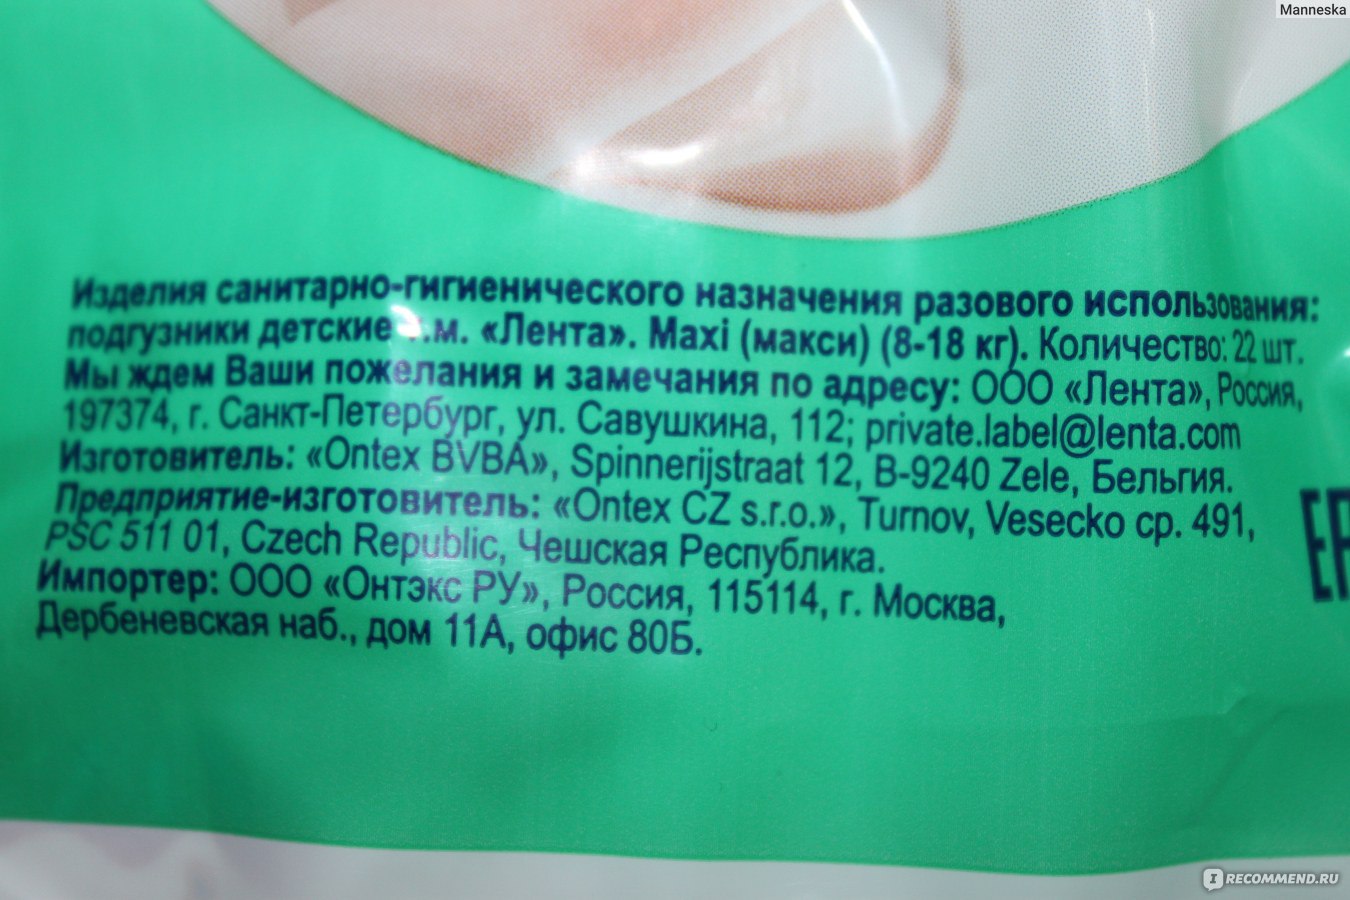 Manneska
Изделия санитарно-гигиенического назначения разового использования:
подгузники детские т.м. «Лента». Maxi (макси) (8-18 кг). Количество: 22 шт.
Мы ждем Ваши пожелания и замечания по адресу: ООО «Лента», Россия,
197374, г. Санкт-Петербург, ул. Савушкина, 112; private.label@lenta.com
Изготовитель: «Ontex BVBA», Spinnerijstraat 12, B-9240 Zele, Бельгия.
Предприятие-изготовитель: «Ontex CZ s.r.o.», Turnov, Vesecko cp. 491,
PSC 511 01, Czech Republic, Чешская Республика.
Импортер: ООО «Онтэкс РУ», Россия, 115114, г. Москва,
Дербеневская наб., дом 11А, офис 80Б.
IRECOMMEND.RU